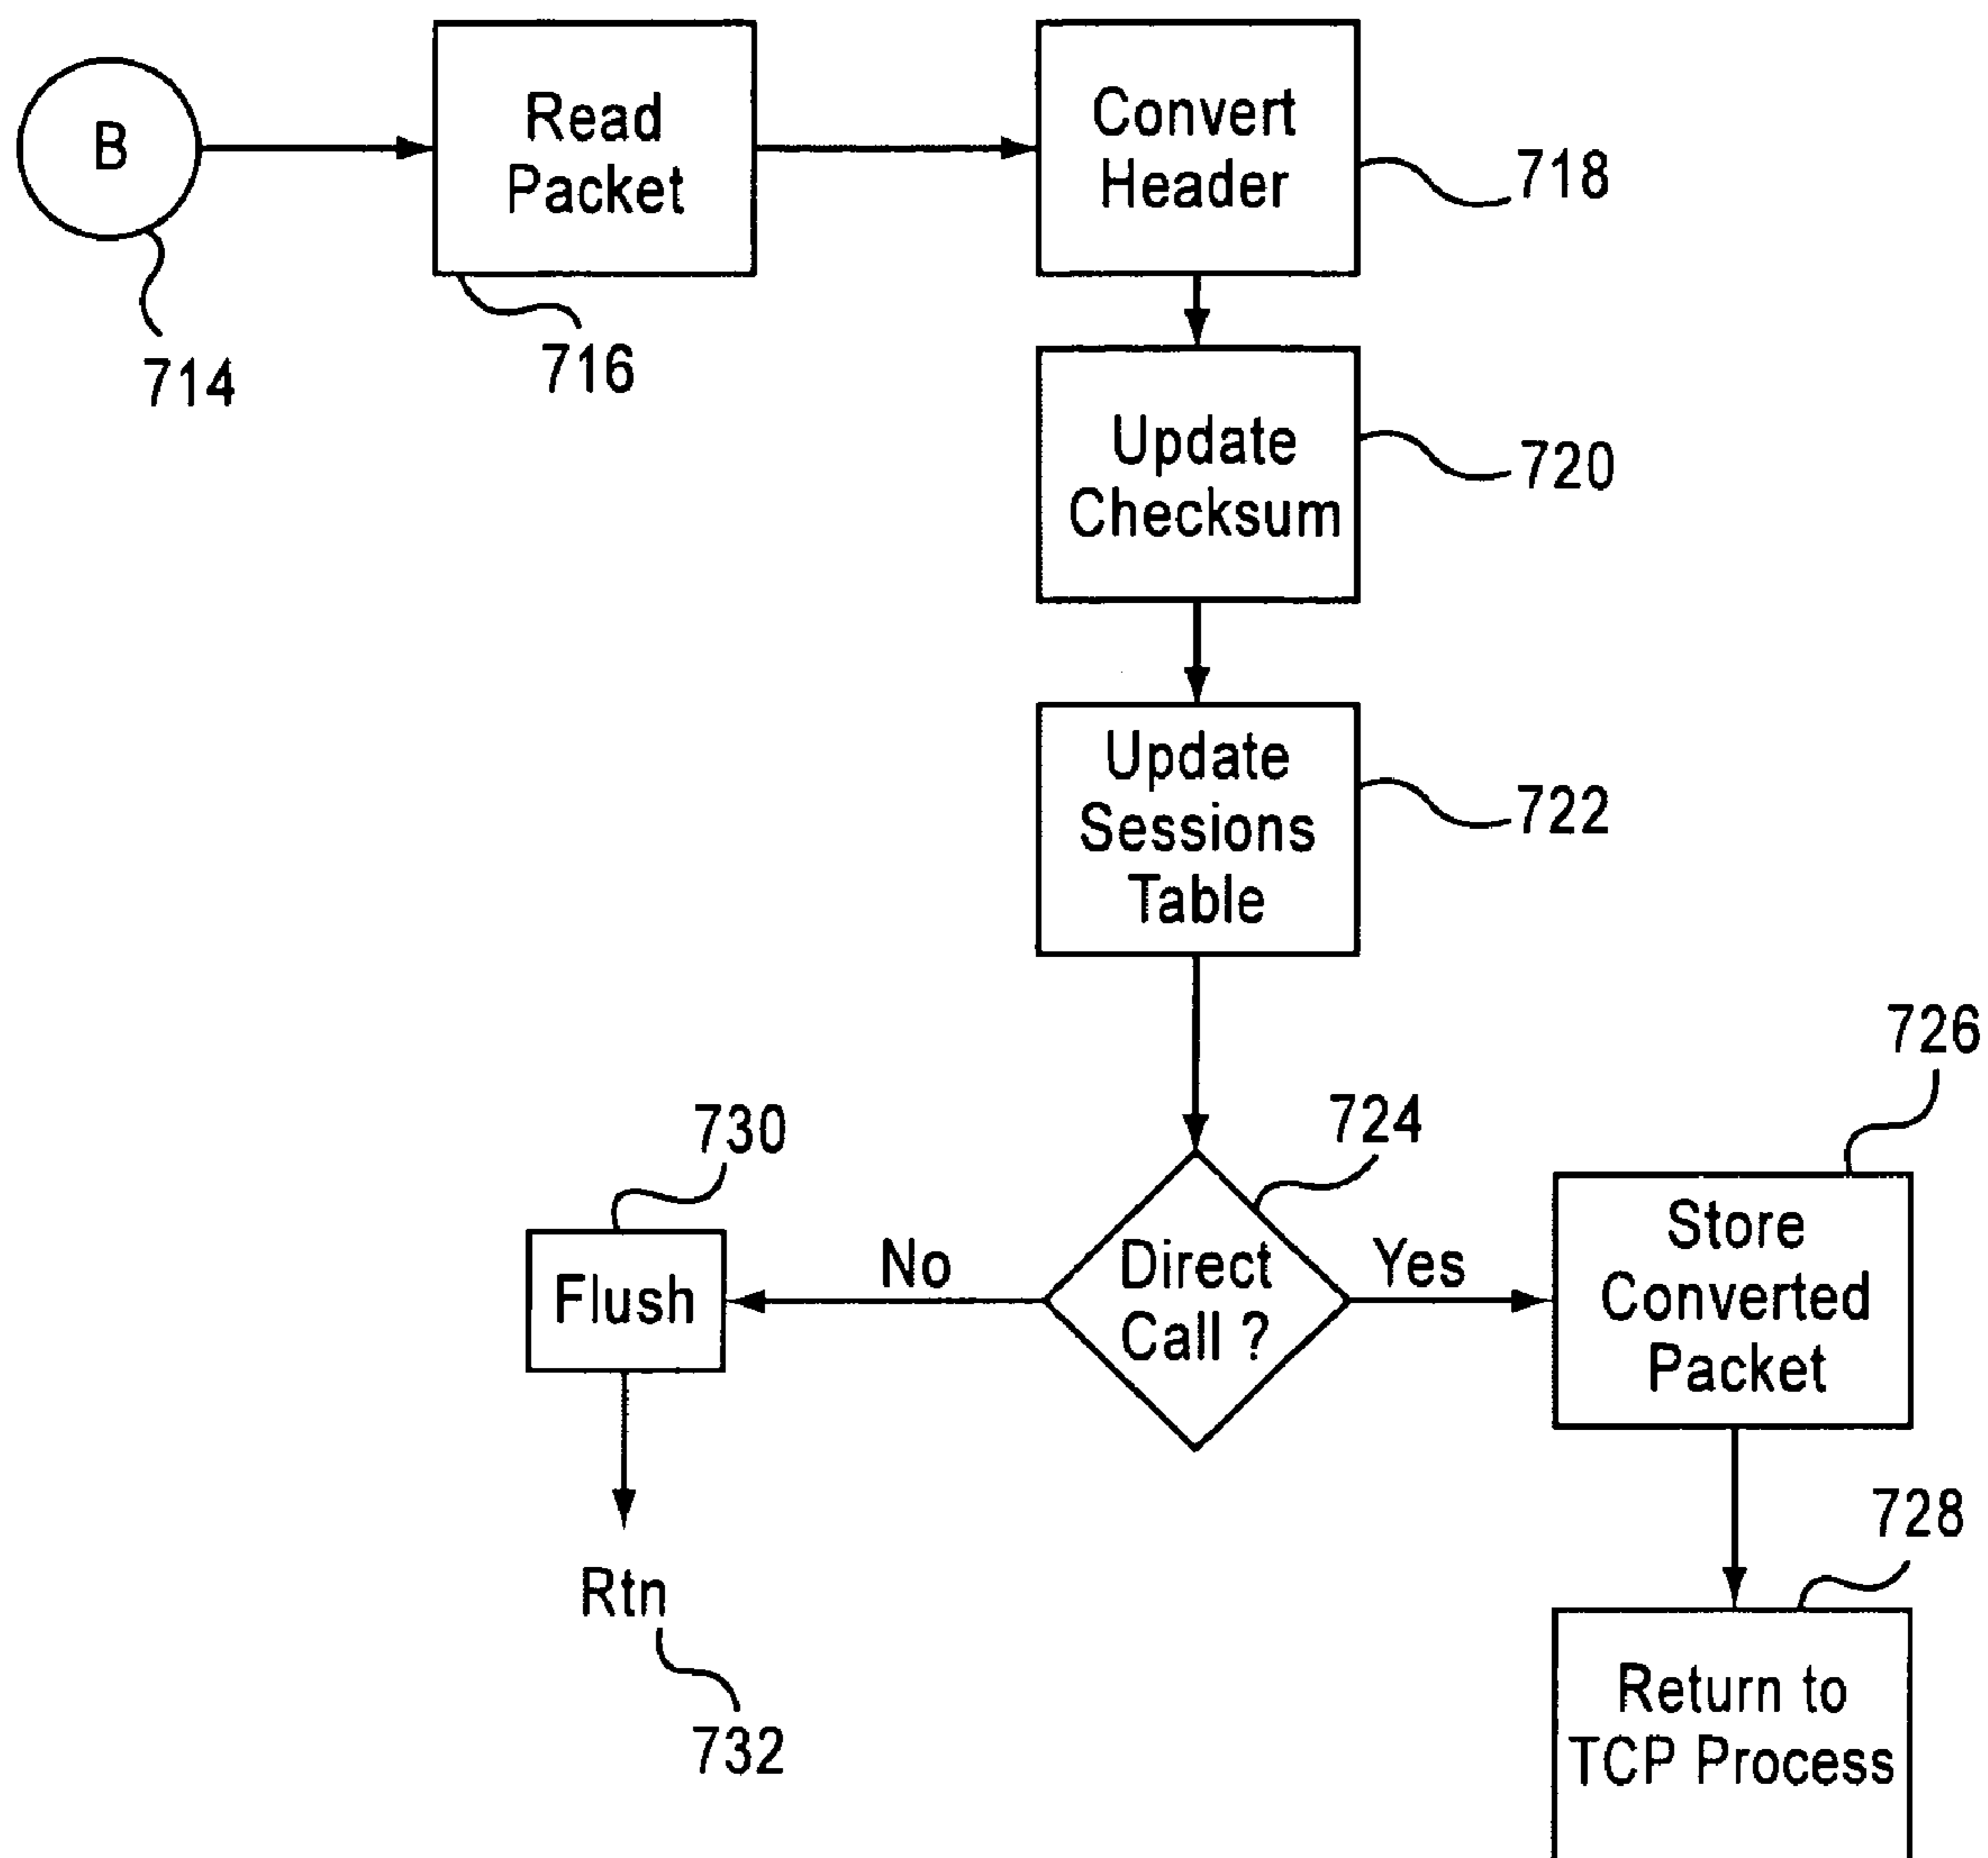 B
Read
Packet
Convert
Header
718
714
716
Update
Checksum
720
Update
Sessions
Table
722
726
730
724
Flush
No
Direct
Call ?
Yes
Store
Converted
Packet
728
Rtn
732
Return to
TCP Process